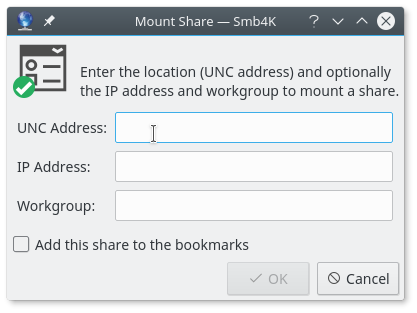 Mount Share — Smb4K
Enter the location (UNC address) and optionally
the IP address and workgroup to mount a share.
UNC Address:
IP Address:
Workgroup:
Add this share to the bookmarks
OK
Cancel